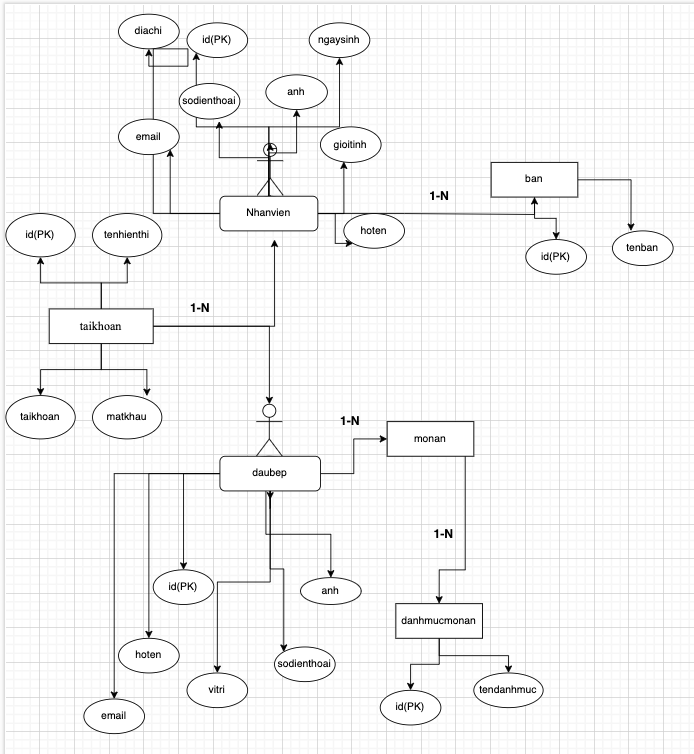 diachi
id(PK)
ngaysinh
sodienthoai
anh
email
gioitinh
ban
1-N
Nhanvien
hoten
id(PK)
tenban
id(PK)
tenhienthi
1-N
taikhoan
taikhoan
matkhau
1-N
monan
daubep
1-N
id(PK)
anh
danhmucmonan
hoten
sodienthoai
vitri
tendanhmuc
id(PK)
email